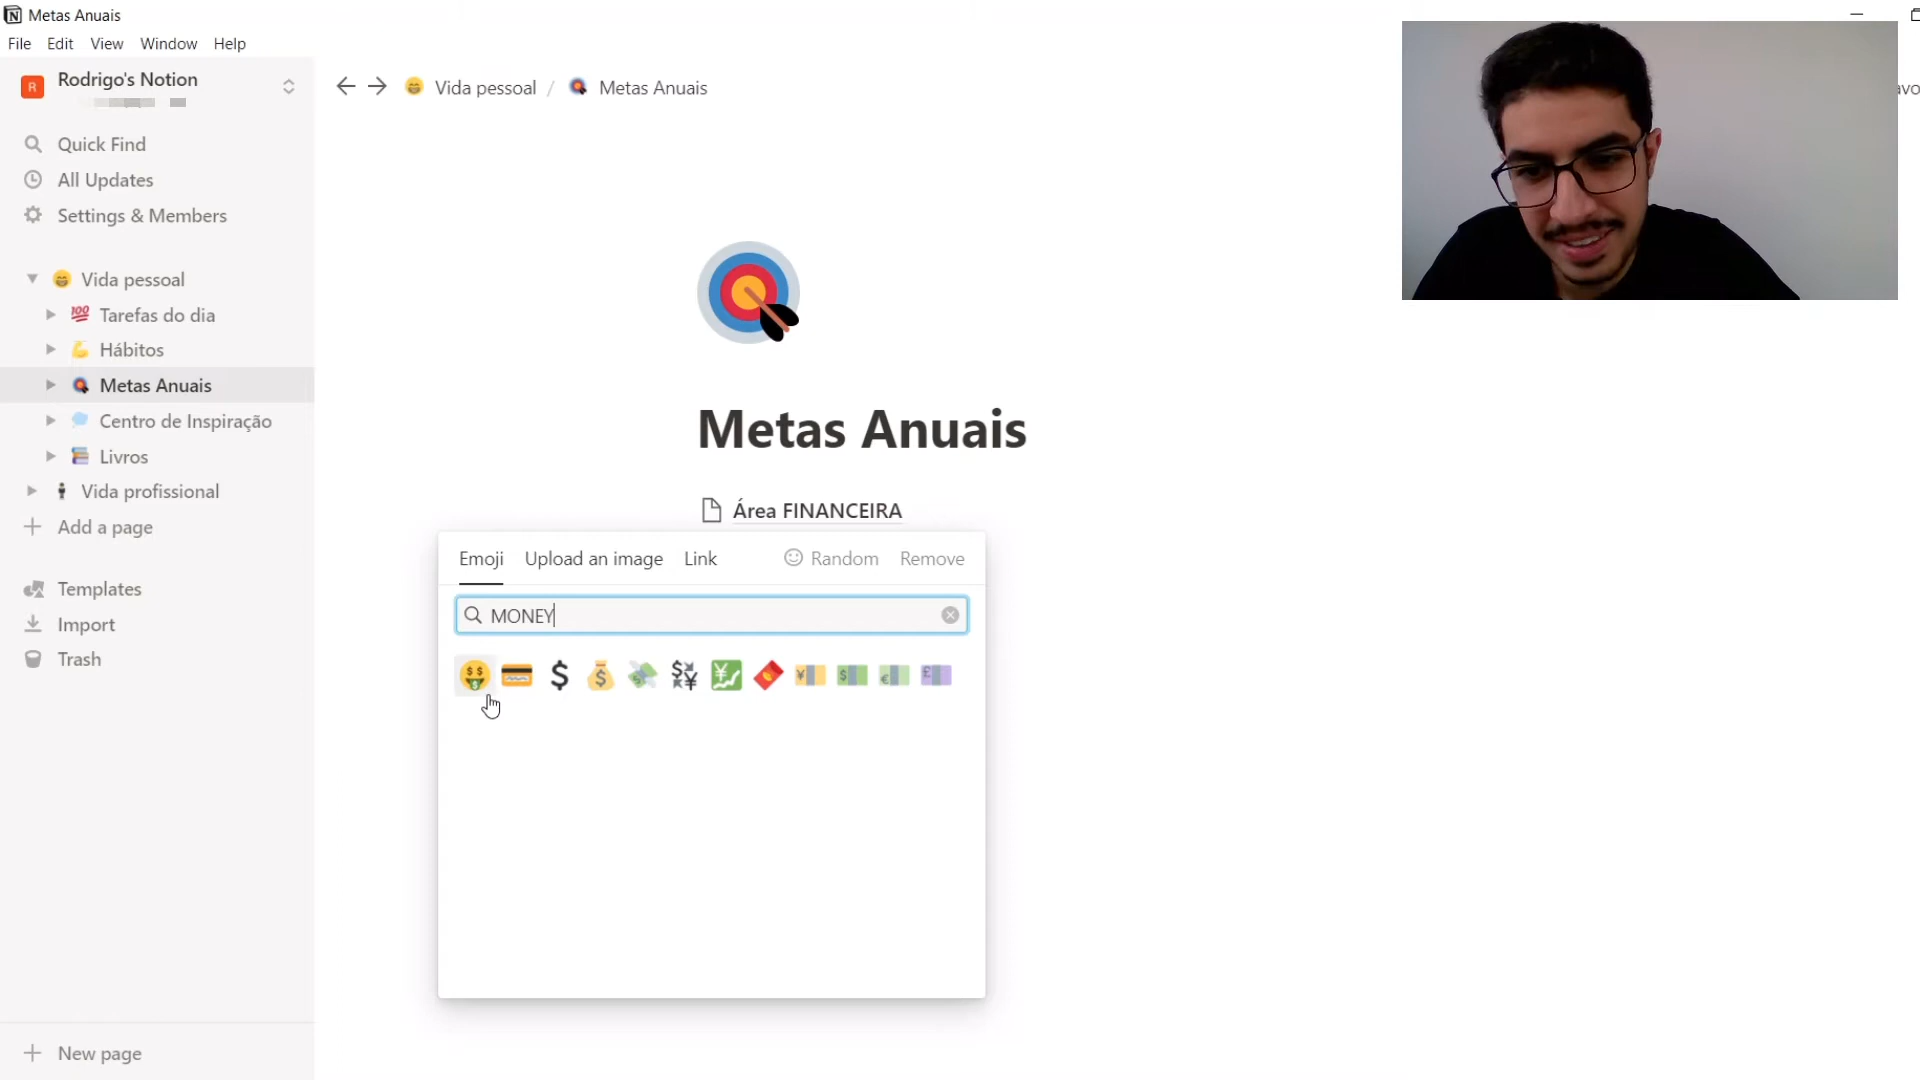 Metas Anuais
File Edit View Window Help
R Rodrigo's Notion
Quick Find
All Updates
Settings & Members
Vida pessoal
Tarefas do dia
Hábitos
Metas Anuais
Centro de Inspiração
Livros
Vida profissional
Add a page
Templates
Import
Trash
New page
Vida pessoal / Metas Anuais
Metas Anuais
Área FINANCEIRA
Emoji Upload an image Link Random Remove
MONEY